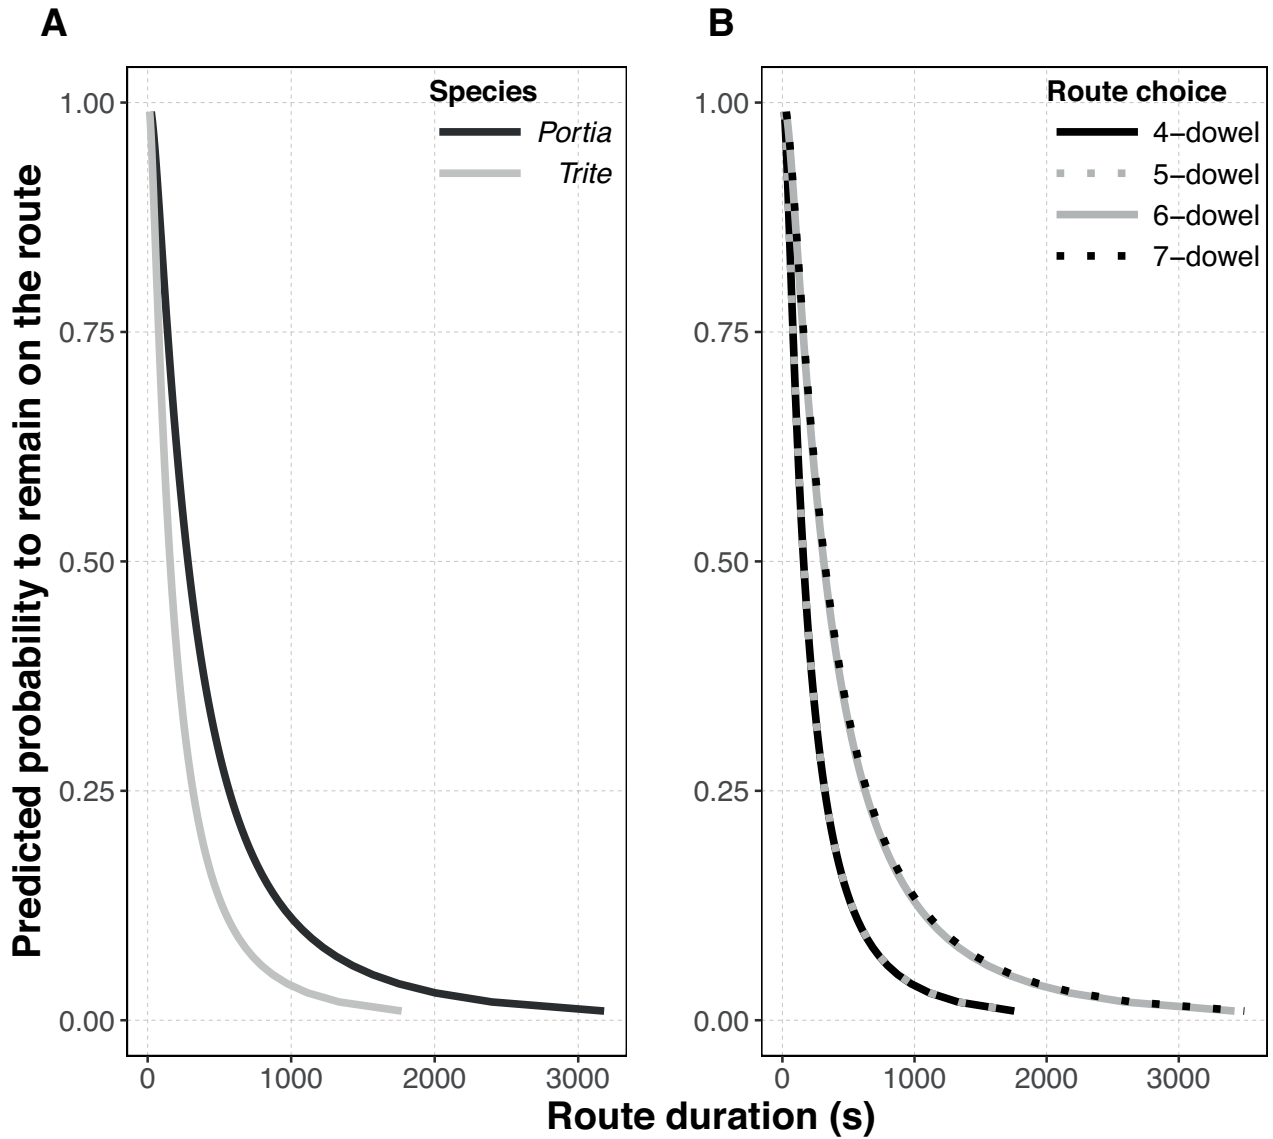 A
B
Predicted probability to remain on the route
1.00
0.75
0.50
0.25
0.00
0
1000
2000
3000
Species
Portia
Trite
1.00
0.75
0.50
0.25
0.00
0
1000
2000
3000
Route choice
4−dowel
5−dowel
6−dowel
7−dowel
Route duration (s)